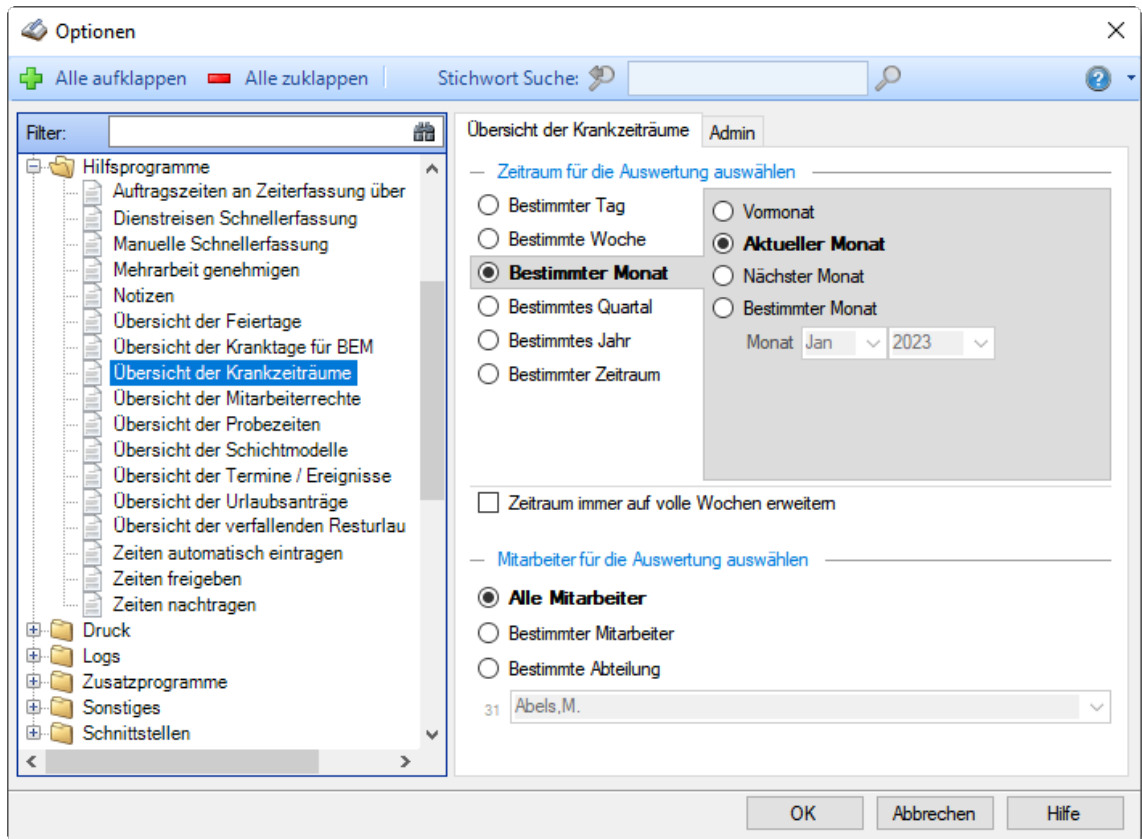 Optionen
Alle aufklappen Alle zuklappen Stichwort Suche:
Filter:
Hilfsprogramme
Auftragszeiten an Zeiterfassung über
Dienstreisen Schnellerfassung
Manuelle Schnellerfassung
Mehrarbeit genehmigen
Notizen
Übersicht der Feiertage
Übersicht der Kranktage für BEM
Übersicht der Krankzeiträume
Übersicht der Mitarbeiterrechte
Übersicht der Probezeiten
Übersicht der Schichtmodelle
Übersicht der Termine / Ereignisse
Übersicht der Urlaubsanträge
Übersicht der verfallenden Resturlau
Zeiten automatisch eintragen
Zeiten freigeben
Zeiten nachtragen
Druck
Logs
Zusatzprogramme
Sonstiges
Schnittstellen
Übersicht der Krankzeiträume Admin
Zeitraum für die Auswertung auswählen
Bestimmter Tag
Bestimmte Woche
Bestimmter Monat
Bestimmtes Quartal
Bestimmtes Jahr
Bestimmter Zeitraum
Vormonat
Aktueller Monat
Nächster Monat
Bestimmter Monat
Monat Jan 2023
Zeitraum immer auf volle Wochen erweitern
Mitarbeiter für die Auswertung auswählen
Alle Mitarbeiter
Bestimmter Mitarbeiter
Bestimmte Abteilung
31 Abels,M.
OK Abbrechen Hilfe